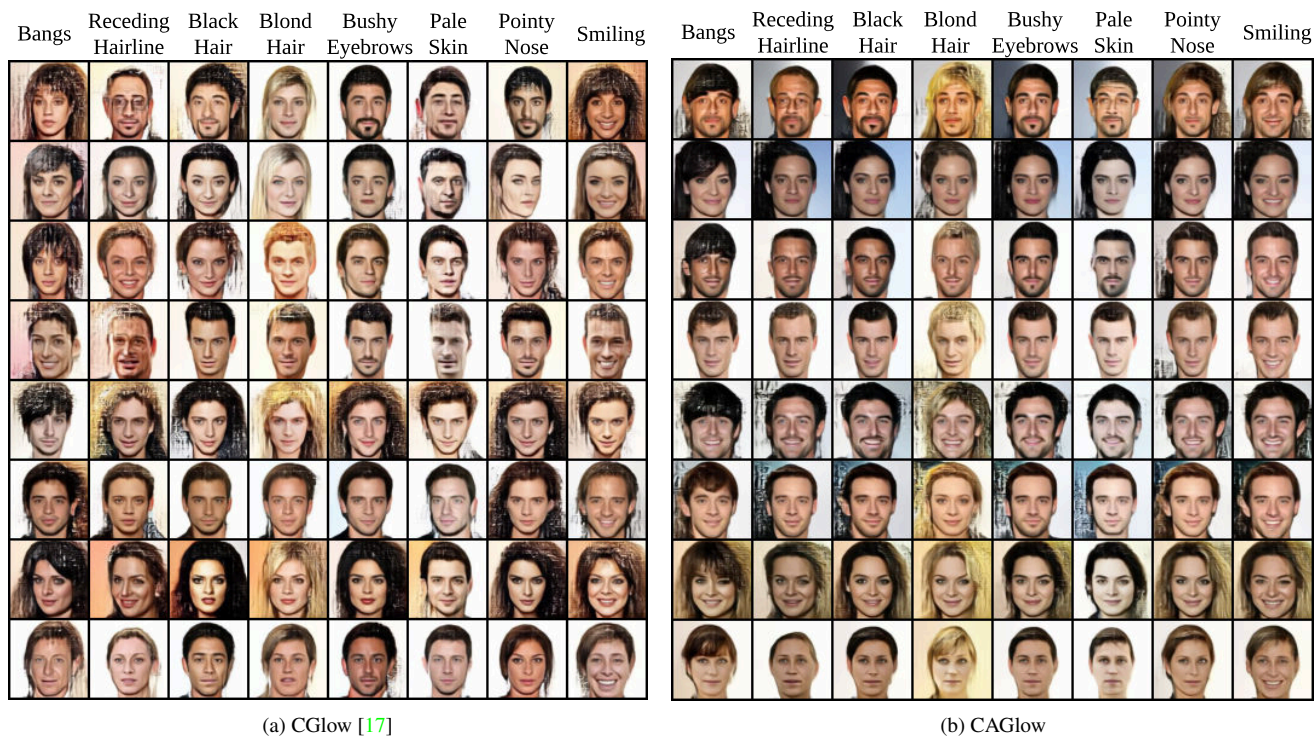 Bangs Receding Hairline Black Hair Blond Hair Bushy Eyebrows Pale Skin Pointy Nose Smiling
Bangs Receding Hairline Black Hair Blond Hair Bushy Eyebrows Pale Skin Pointy Nose Smiling
(a) CGlow [17]
(b) CAGlow